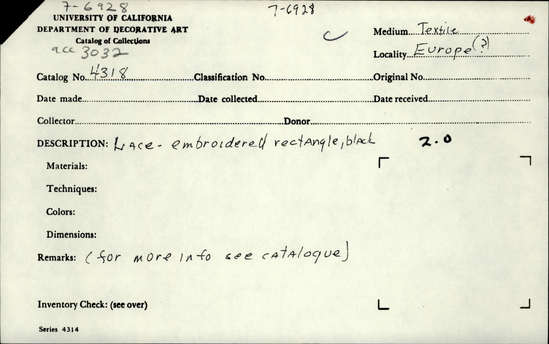 7-6928
7-6928
UNIVERSITY OF CALIFORNIA
DEPARTMENT OF DECORATIVE ART
Catalog of Collections
acc 3032
C
Medium Textile
Locality Europe (?)
Catalog No. 4318 Classification No. Original No.
Date made Date collected Date received
Collector Donor
DESCRIPTION: Lace - embroidered rectangle, black 2.0
Materials:
Techniques:
Colors:
Dimensions:
Remarks: (for more info see catalogue)
Inventory Check: (see over)
Series 4314